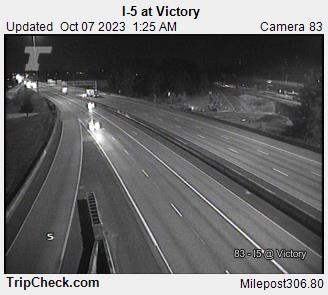 I-5 at Victory
Updated Oct 07 2023 1:25 AM Camera 83
T
S
83 - I5 @ Victory
TripCheck.com Milepost306.80